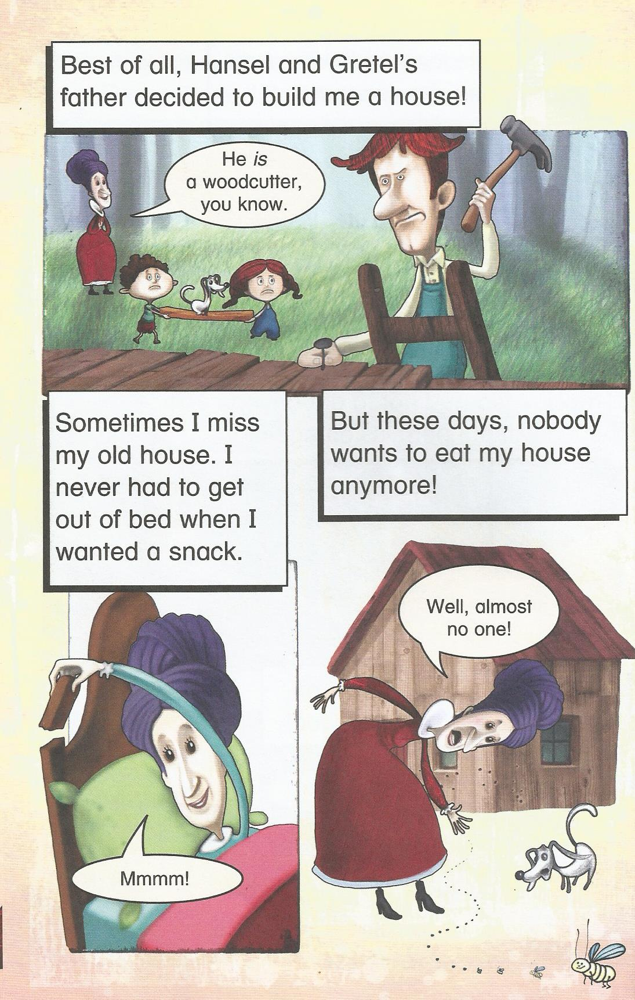 Best of all, Hansel and Gretel's
father decided to build me a house!
He is
a woodcutter,
you know.
Sometimes I miss
my old house. I
never had to get
out of bed when I
wanted a snack.
Mmmm!
But these days, nobody
wants to eat my house
anymore!
Well, almost
no one!